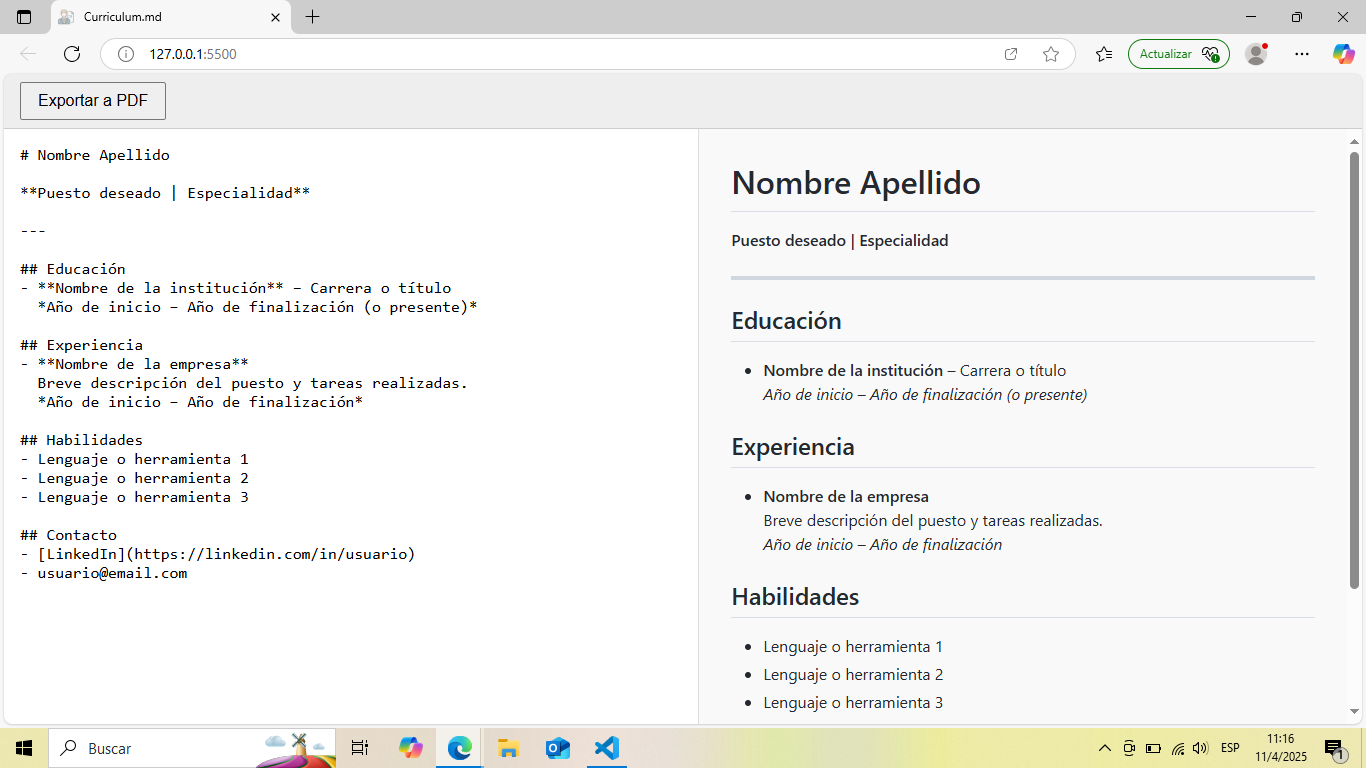 Curriculum.md
127.0.0.1:5500
Actualizar
Exportar a PDF
# Nombre Apellido
**Puesto deseado | Especialidad**
---
## Educación
- **Nombre de la institución** – Carrera o título
*Año de inicio – Año de finalización (o presente)*
## Experiencia
- **Nombre de la empresa**
Breve descripción del puesto y tareas realizadas.
*Año de inicio – Año de finalización*
## Habilidades
- Lenguaje o herramienta 1
- Lenguaje o herramienta 2
- Lenguaje o herramienta 3
## Contacto
- [LinkedIn](https://linkedin.com/in/usuario)
- usuario@email.com
Nombre Apellido
Puesto deseado | Especialidad
Educación
• Nombre de la institución – Carrera o título
Año de inicio – Año de finalización (o presente)
Experiencia
• Nombre de la empresa
Breve descripción del puesto y tareas realizadas.
Año de inicio – Año de finalización
Habilidades
• Lenguaje o herramienta 1
• Lenguaje o herramienta 2
• Lenguaje o herramienta 3
Buscar
ESP
11:16
11/4/2025
1